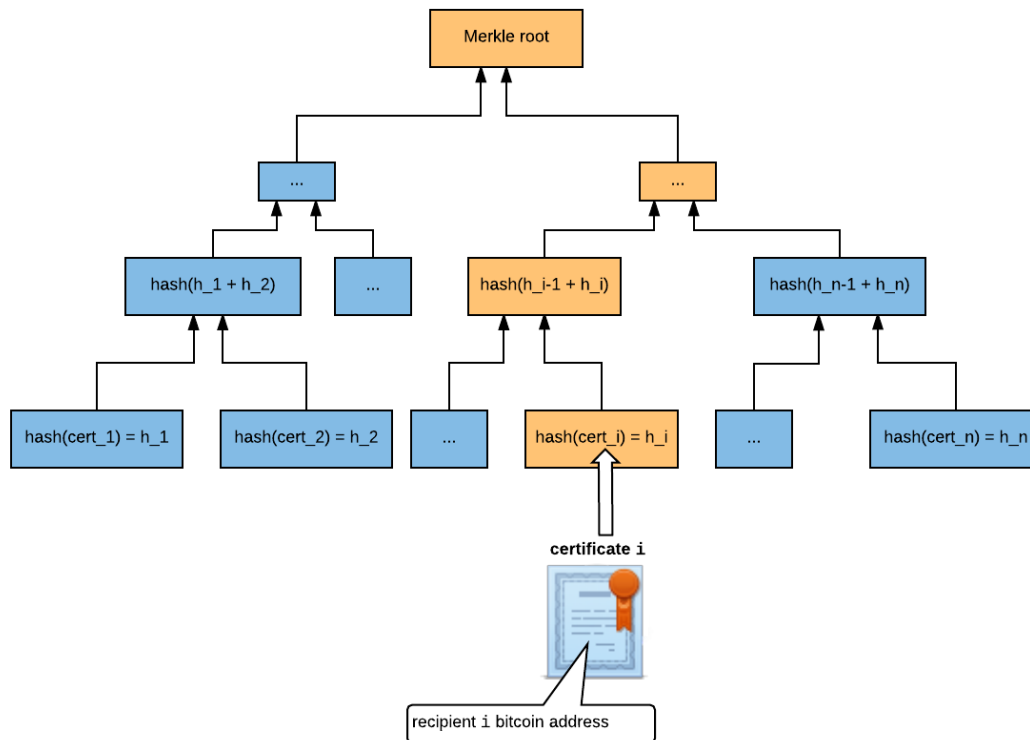 Merkle root
...
...
hash(h_1 + h_2)
...
hash(h_i-1 + h_i)
hash(h_n-1 + h_n)
hash(cert_1) = h_1
hash(cert_2) = h_2
...
hash(cert_i) = h_i
...
hash(cert_n) = h_n
certificate i
recipient i bitcoin address